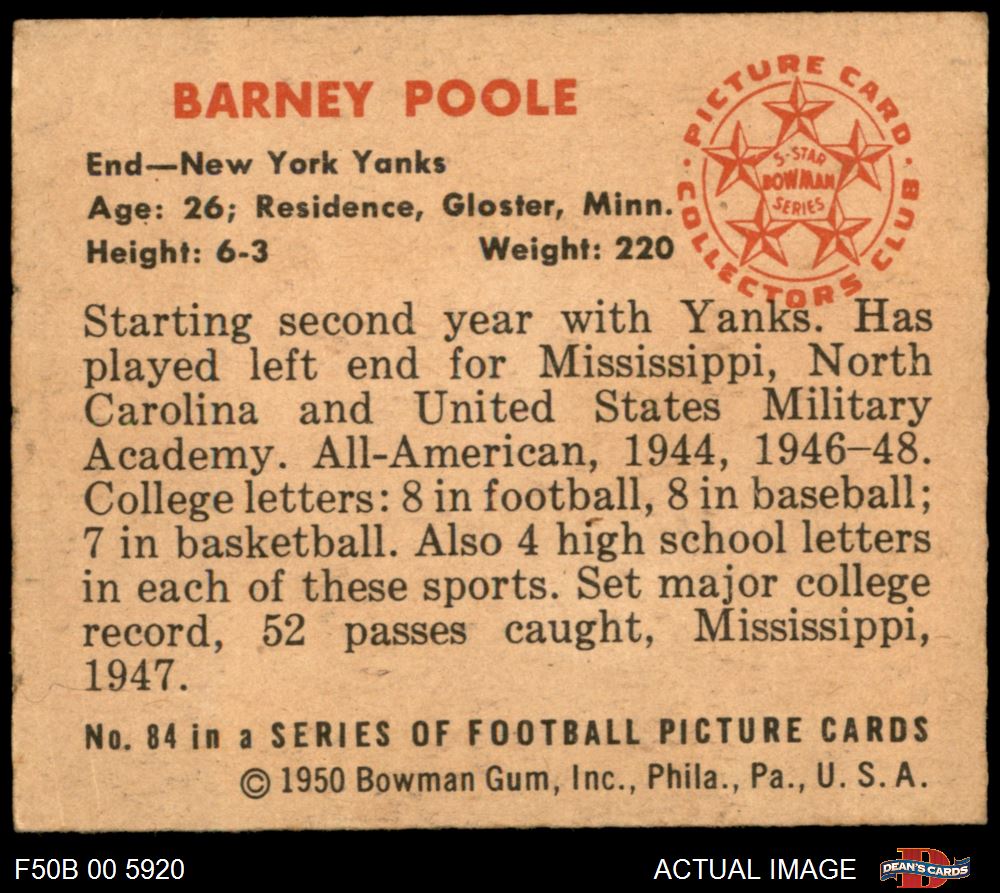 BARNEY POOLE
End—New York Yanks
Age: 26; Residence, Gloster, Minn.
Height: 6-3 Weight: 220
PICTURE CARD
COLLECTORS CLUB
5-STAR
BOWMAN
SERIES
Starting second year with Yanks. Has
played left end for Mississippi, North
Carolina and United States Military
Academy. All-American, 1944, 1946–48.
College letters: 8 in football, 8 in baseball;
7 in basketball. Also 4 high school letters
in each of these sports. Set major college
record, 52 passes caught, Mississippi,
1947.
No. 84 in a SERIES OF FOOTBALL PICTURE CARDS
© 1950 Bowman Gum, Inc., Phila., Pa., U. S. A.
F50B 00 5920
ACTUAL IMAGE
D
DEAN'S CARDS